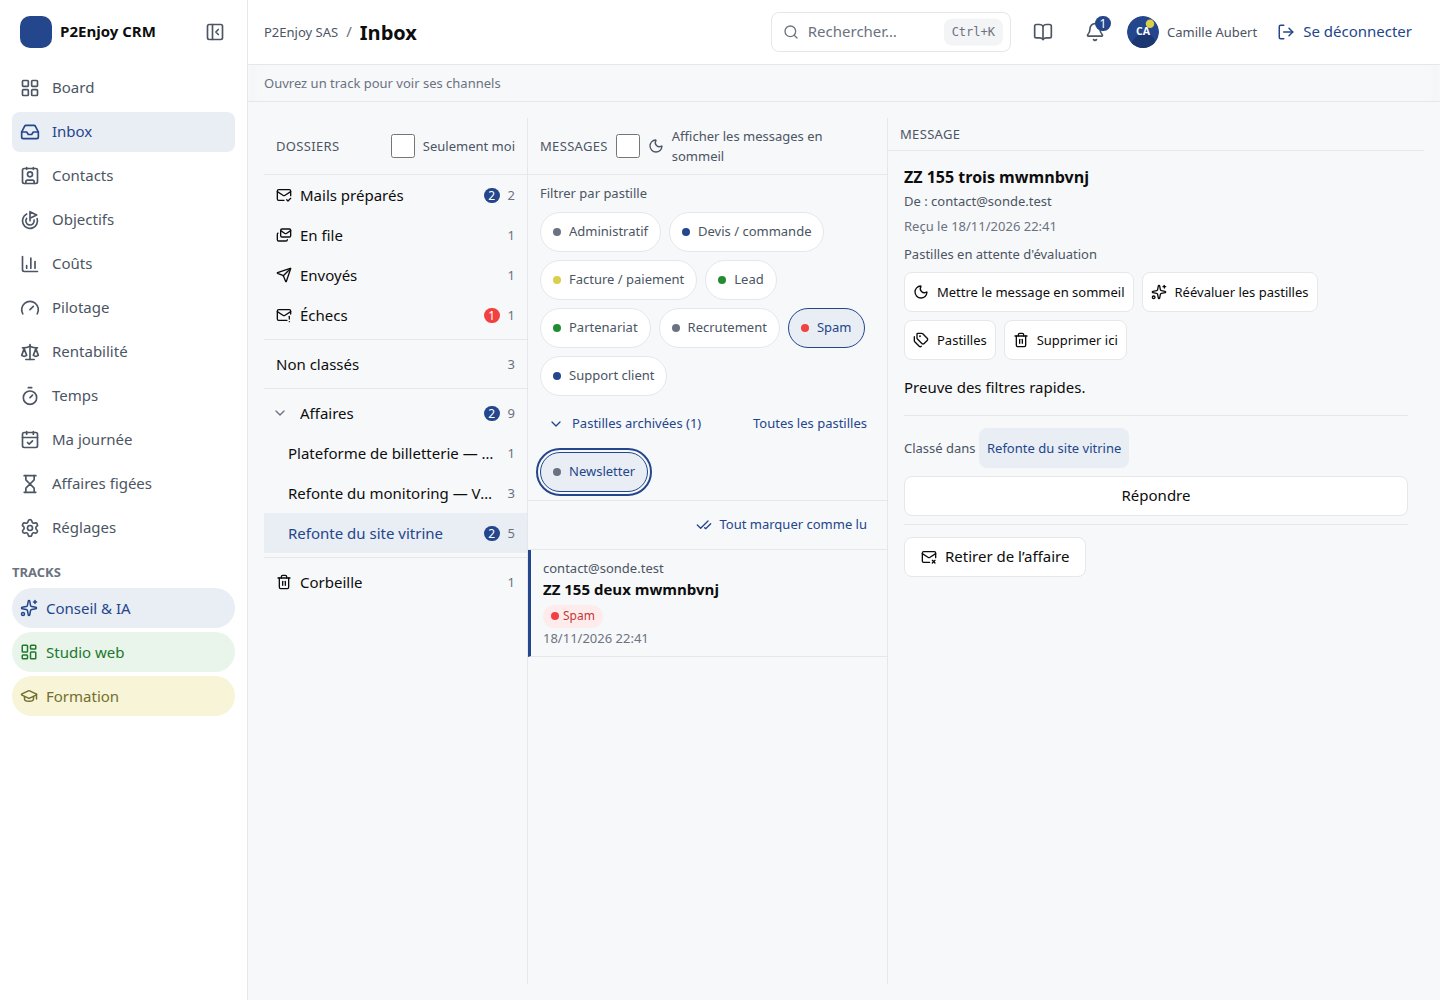 P2Enjoy CRM
Board
Inbox
Contacts
Objectifs
Coûts
Pilotage
Rentabilité
Temps
Ma journée
Affaires figées
Réglages
TRACKS
Conseil & IA
Studio web
Formation
P2Enjoy SAS / Inbox
Rechercher...
Ctrl+K
1
CA
Camille Aubert
Se déconnecter
Ouvrez un track pour voir ses channels
DOSSIERS
Seulement moi
Mails préparés 2 2
En file 1
Envoyés 1
Échecs 1 1
Non classés 3
Affaires 2 9
Plateforme de billetterie — ... 1
Refonte du monitoring — V... 3
Refonte du site vitrine 2 5
Corbeille 1
MESSAGES
Afficher les messages en
sommeil
Filtrer par pastille
Administratif
Devis / commande
Facture / paiement
Lead
Partenariat
Recrutement
Spam
Support client
Pastilles archivées (1)
Toutes les pastilles
Newsletter
Tout marquer comme lu
contact@sonde.test
ZZ 155 deux mwmnbvnj
Spam
18/11/2026 22:41
MESSAGE
ZZ 155 trois mwmnbvnj
De : contact@sonde.test
Reçu le 18/11/2026 22:41
Pastilles en attente d'évaluation
Mettre le message en sommeil
Réévaluer les pastilles
Pastilles
Supprimer ici
Preuve des filtres rapides.
Classé dans Refonte du site vitrine
Répondre
Retirer de l’affaire